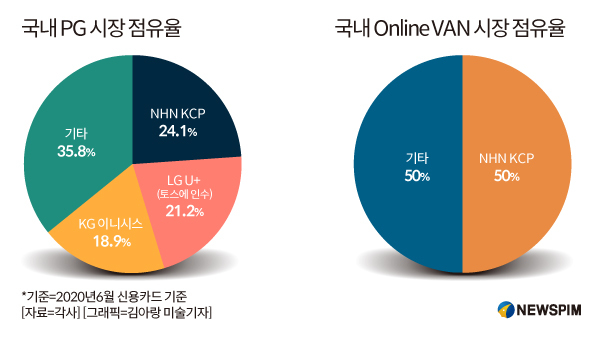 국내 PG 시장 점유율
NHN KCP
24.1%
LG U+
(토스에 인수)
21.2%
KG 이니시스
18.9%
기타
35.8%
국내 Online VAN 시장 점유율
기타
50%
NHN KCP
50%
*기준=2020년6월 신용카드 기준
[자료=각사] [그래픽=김아랑 미술기자]
NEWSPIM